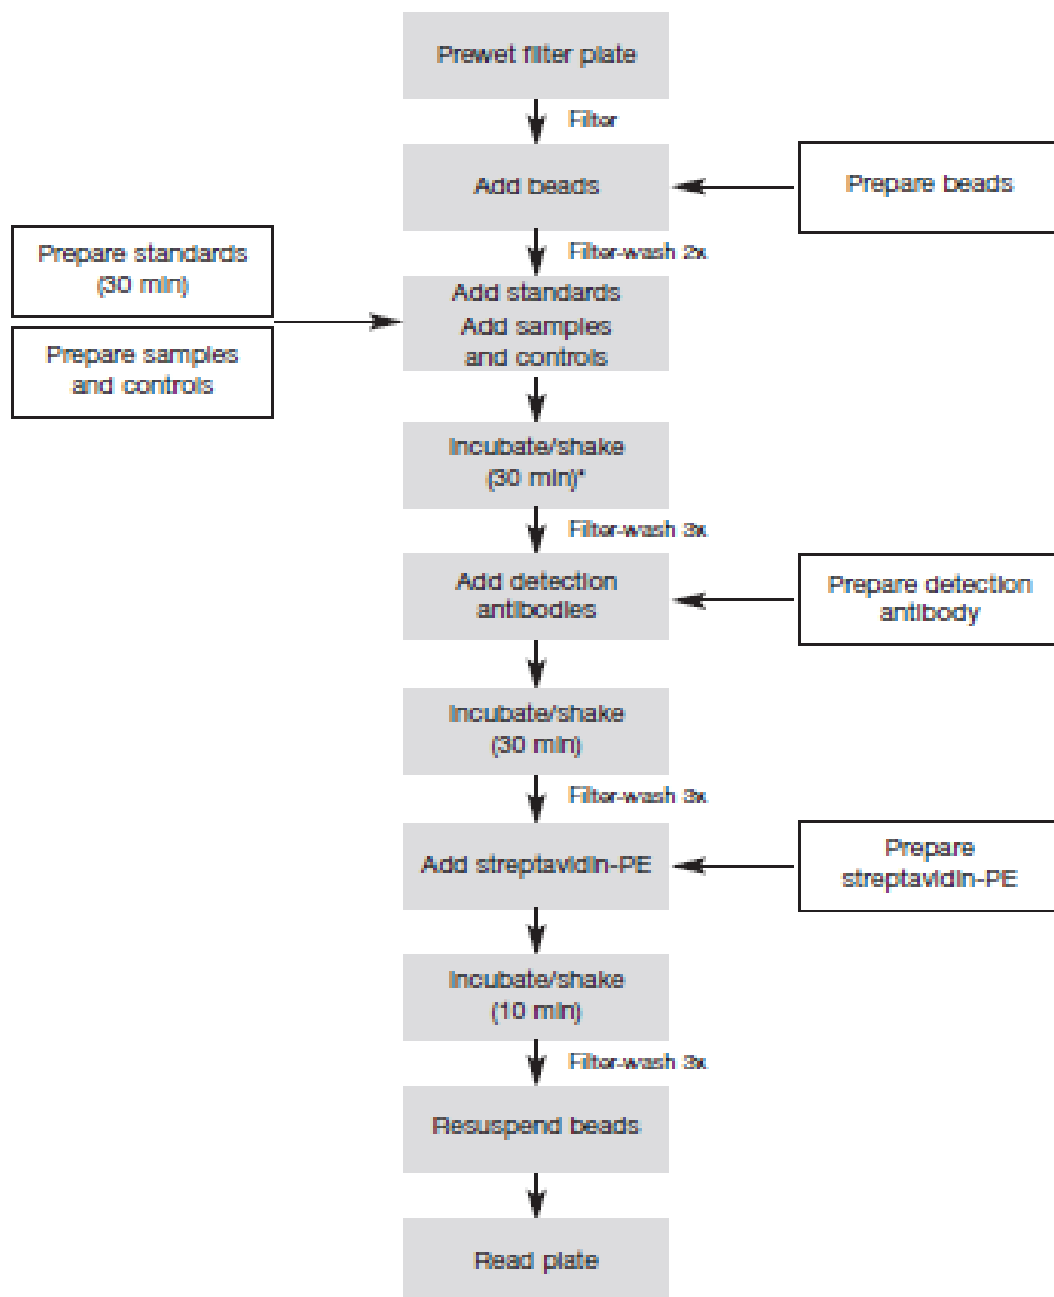 Prewet filter plate
Filter
Add beads
Prepare beads
Filter-wash 2x
Prepare standards
(30 min)
Prepare samples
and controls
Add standards
Add samples
and controls
Incubate/shake
(30 min)*
Filter-wash 3x
Add detection
antibodies
Prepare detection
antibody
Incubate/shake
(30 min)
Filter-wash 3x
Add streptavidin-PE
Prepare
streptavidin-PE
Incubate/shake
(10 min)
Filter-wash 3x
Resuspend beads
Read plate